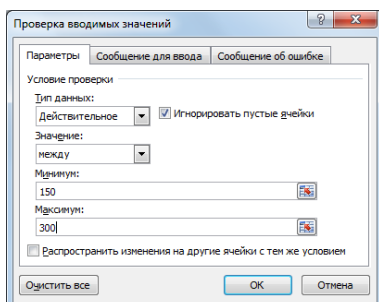 Проверка вводимых значений
Параметры Сообщение для ввода Сообщение об ошибке
Условие проверки
Тип данных:
Действительное Игнорировать пустые ячейки
Значение:
между
Минимум:
150
Максимум:
300
Распространить изменения на другие ячейки с тем же условием
Очистить все ОК Отмена